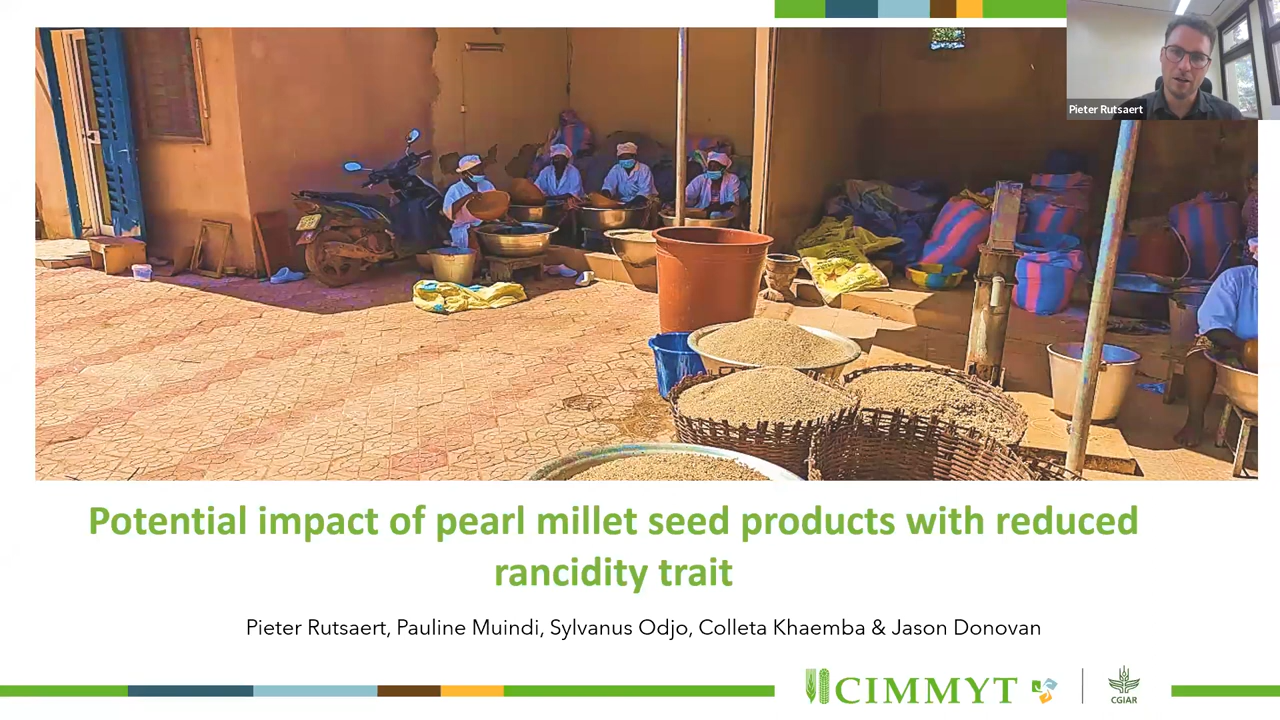 Pieter Rutsaert
Potential impact of pearl millet seed products with reduced
rancidity trait
Pieter Rutsaert, Pauline Muindi, Sylvanus Odjo, Colleta Khaemba & Jason Donovan
CIMMYT
CGIAR